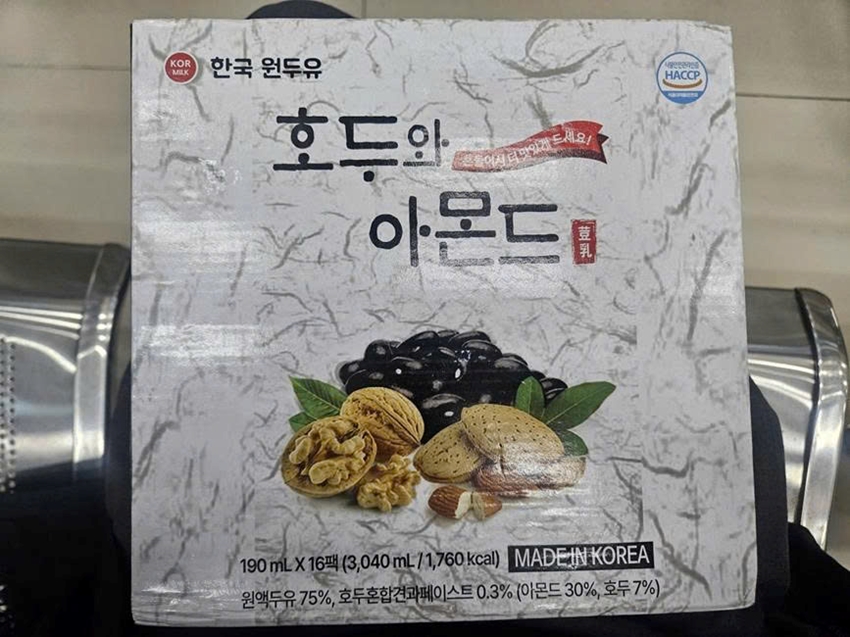 KOR
MILK
한국 원두유
HACCP
호두와
흔들어서 더 맛있게 드세요!
아몬드
荳乳
190 mL X 16팩 (3,040 mL / 1,760 kcal) MADE IN KOREA
원액두유 75%, 호두혼합견과페이스트 0.3% (아몬드 30%, 호두 7%)